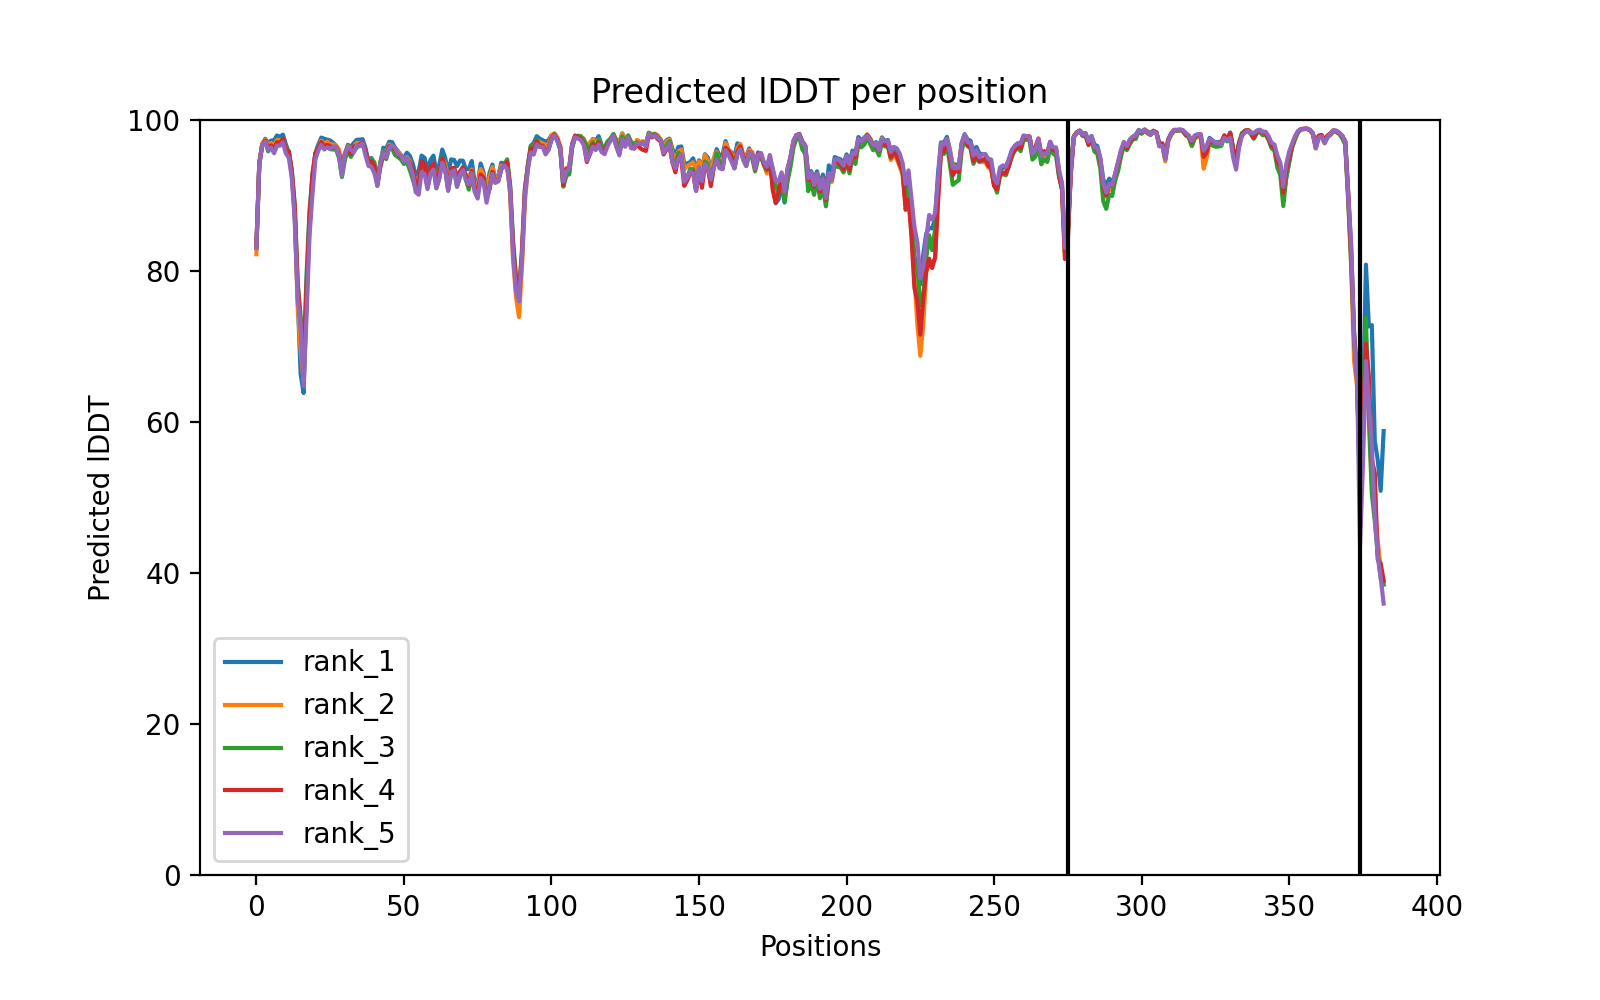 Predicted lDDT per position
100
80
60
40
20
0
Predicted lDDT
rank_1
rank_2
rank_3
rank_4
rank_5
0 50 100 150 200 250 300 350 400
Positions